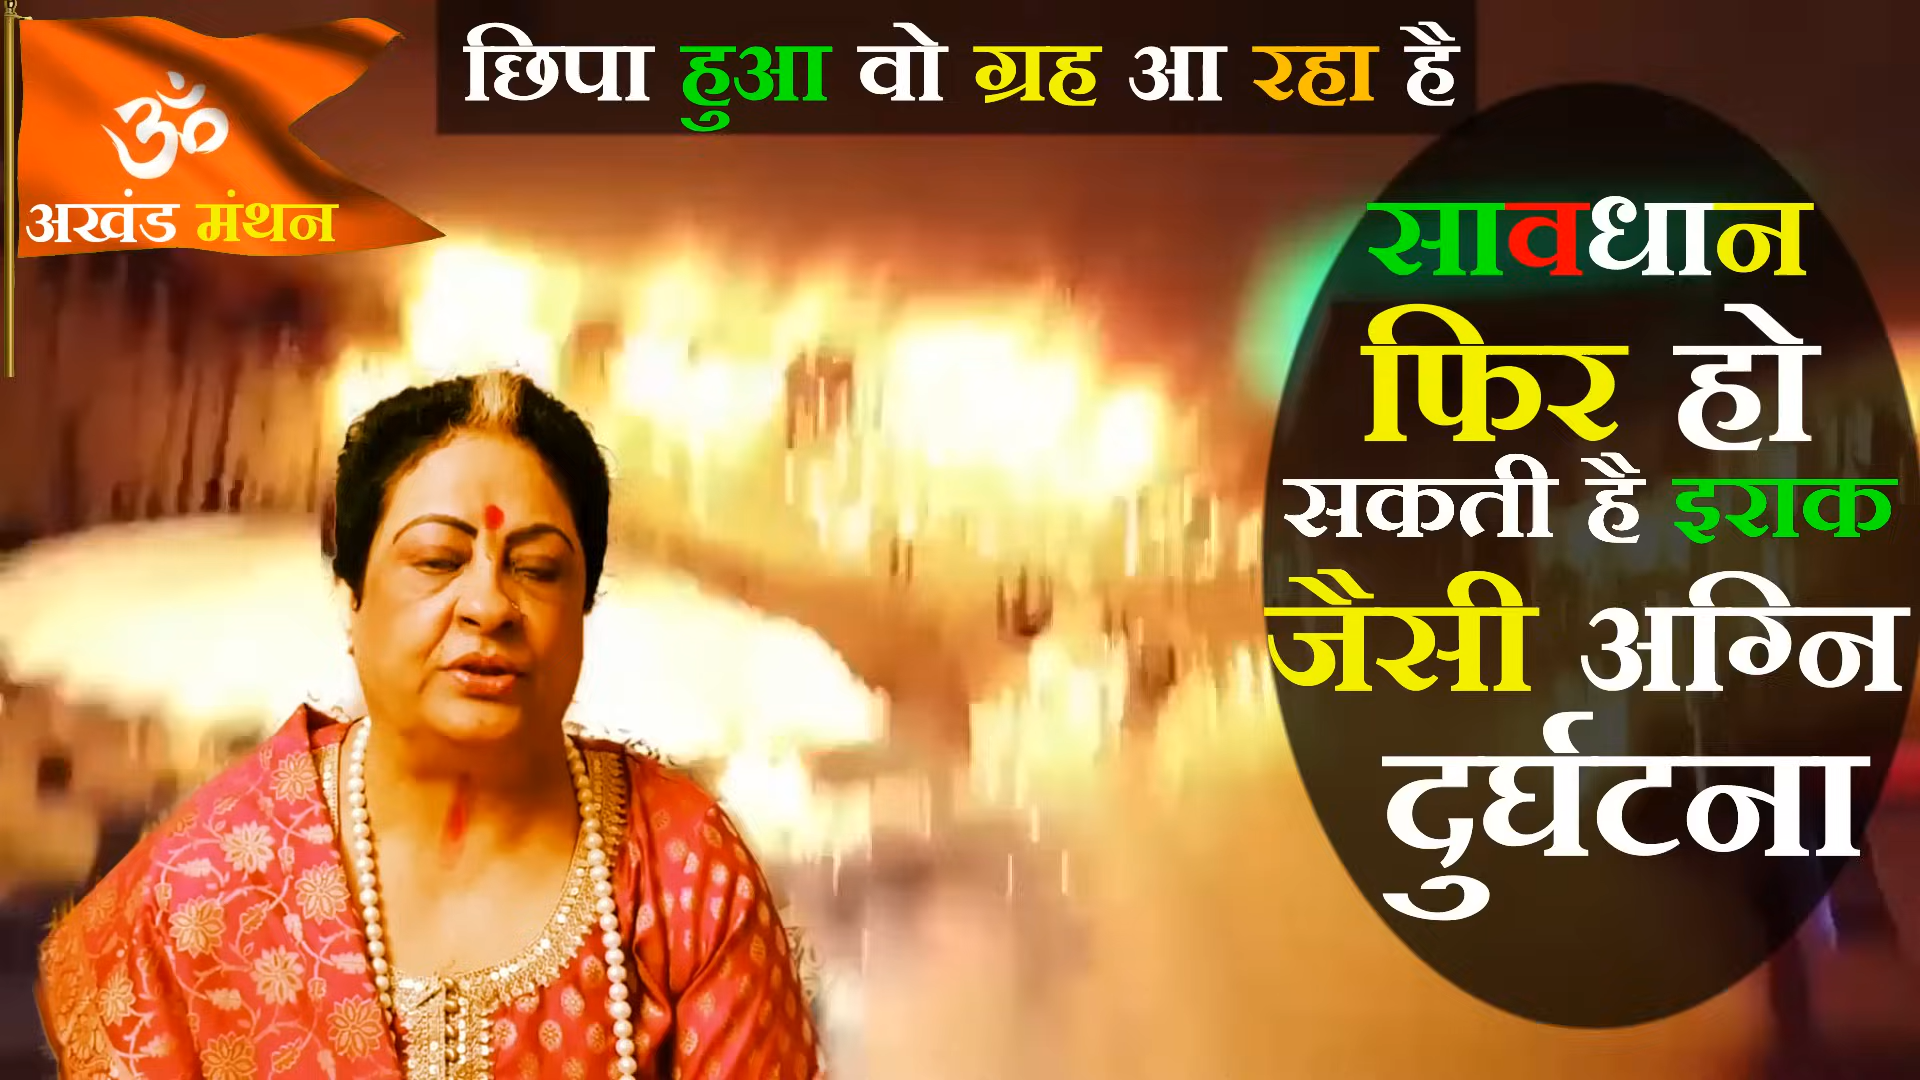 छिपा हुआ वो ग्रह आ रहा है
ॐ
अखंड मंथन
सावधान
फिर हो
सकती है इराक
जैसी अग्नि
दुर्घटना